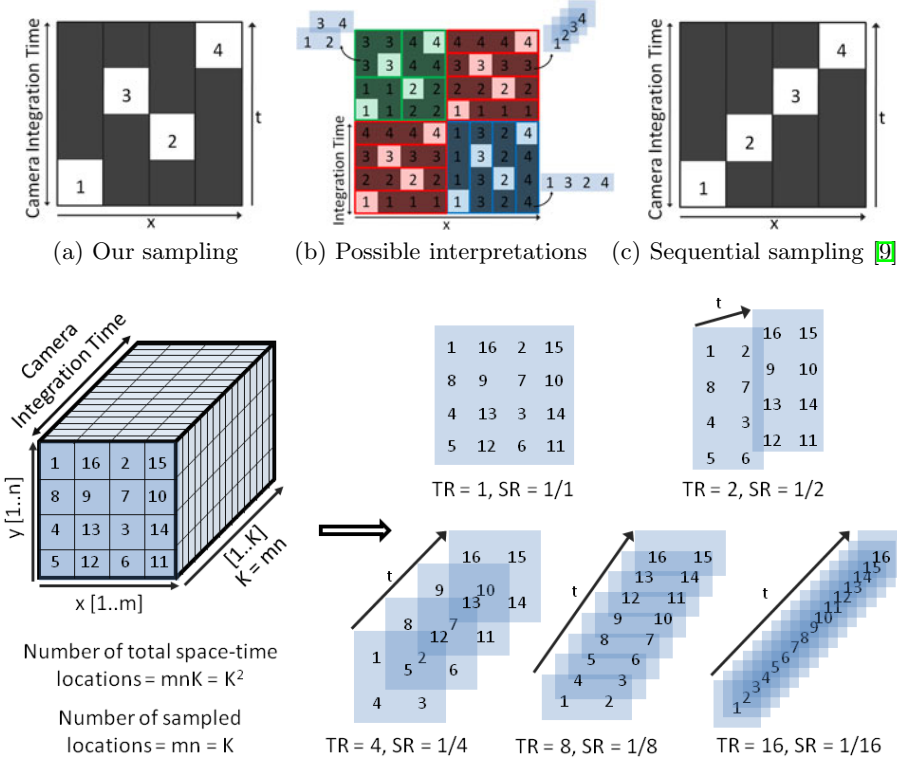 Camera Integration Time
1
3
2
4
t
x
(a) Our sampling
3 4
1 2
1 2 3 4
3 3 4 4 4 4 4 4
3 3 4 4 3 3 3 3
1 1 2 2 2 2 2 2
1 1 2 2 1 1 1 1
4 4 4 4 1 3 2 4
3 3 3 3 1 3 2 4
2 2 2 2 1 3 2 4
1 1 1 1 1 3 2 4
1 3 2 4
Integration Time
x
(b) Possible interpretations
Camera Integration Time
1
2
3
4
t
x
(c) Sequential sampling [9]
Camera
Integration Time
1 16 2 15
8 9 7 10
4 13 3 14
5 12 6 11
y [1..n]
x [1..m]
[1..K]
K = mn
Number of total space-time
locations = mnK = K²
Number of sampled
locations = mn = K
1 16 2 15
8 9 7 10
4 13 3 14
5 12 6 11
TR = 1, SR = 1/1
t
1 2
8 7
4 3
5 6
16 15
9 10
13 14
12 11
TR = 2, SR = 1/2
t
16 15
9 10
13 14
8 7
12 11
1 2
5 6
4 3
TR = 4, SR = 1/4
t
16 15
13 14
12 11
9 10
8 7
5 6
4 3
1 2
TR = 8, SR = 1/8
t
16
15
14
13
12
11
10
9
8
7
6
5
4
3
2
1
TR = 16, SR = 1/16